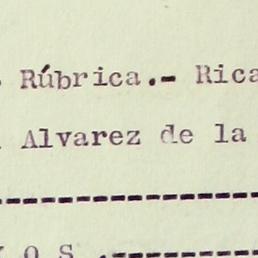 Rúbrica.- Rica
Alvarez de la
---------------
o s .----------